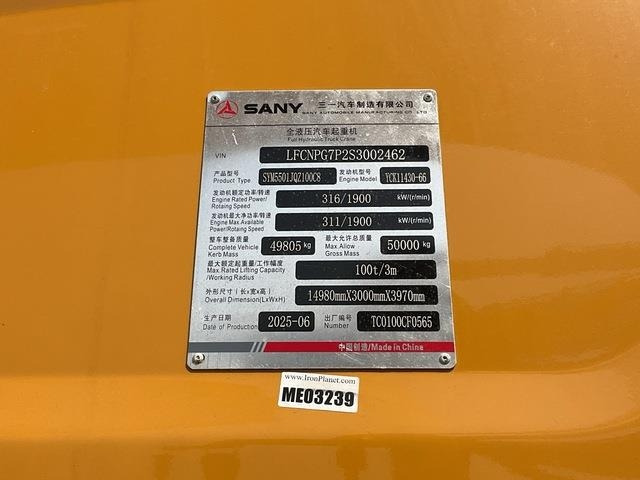 SANY 三一汽车制造有限公司
SANY AUTOMOBILE MANUFACTURING CO., LTD.
全液压汽车起重机
Full Hydraulic Truck Crane
VIN LFCNPG7P2S3002462
产品型号 发动机型号
Product Type SYM5501JQZ100C8 Engine Model YCK11430-66
发动机额定功率/转速
Engine Rated Power/ 316/1900 kW/(r/min)
Rotaing Speed
发动机最大净功率/转速
Engine Max.Available 311/1900 kW/(r/min)
Power/Rotaing Speed
整车整备质量 最大允许总质量
Complete Vehicle 49805 kg Max Allow 50000 kg
Kerb Mass Gross Mass
最大额定起重量/工作幅度
Max.Rated Lifting Capacity 100t/3m
/Working Radius
外形尺寸（长x宽x高）
Overall Dimension(LxWxH) 14980mmX3000mmX3970mm
生产日期 出厂编号
Date of Production 2025-06 Number TC0100CF0565
中国制造/Made in China
www.IronPlanet.com
ME03239